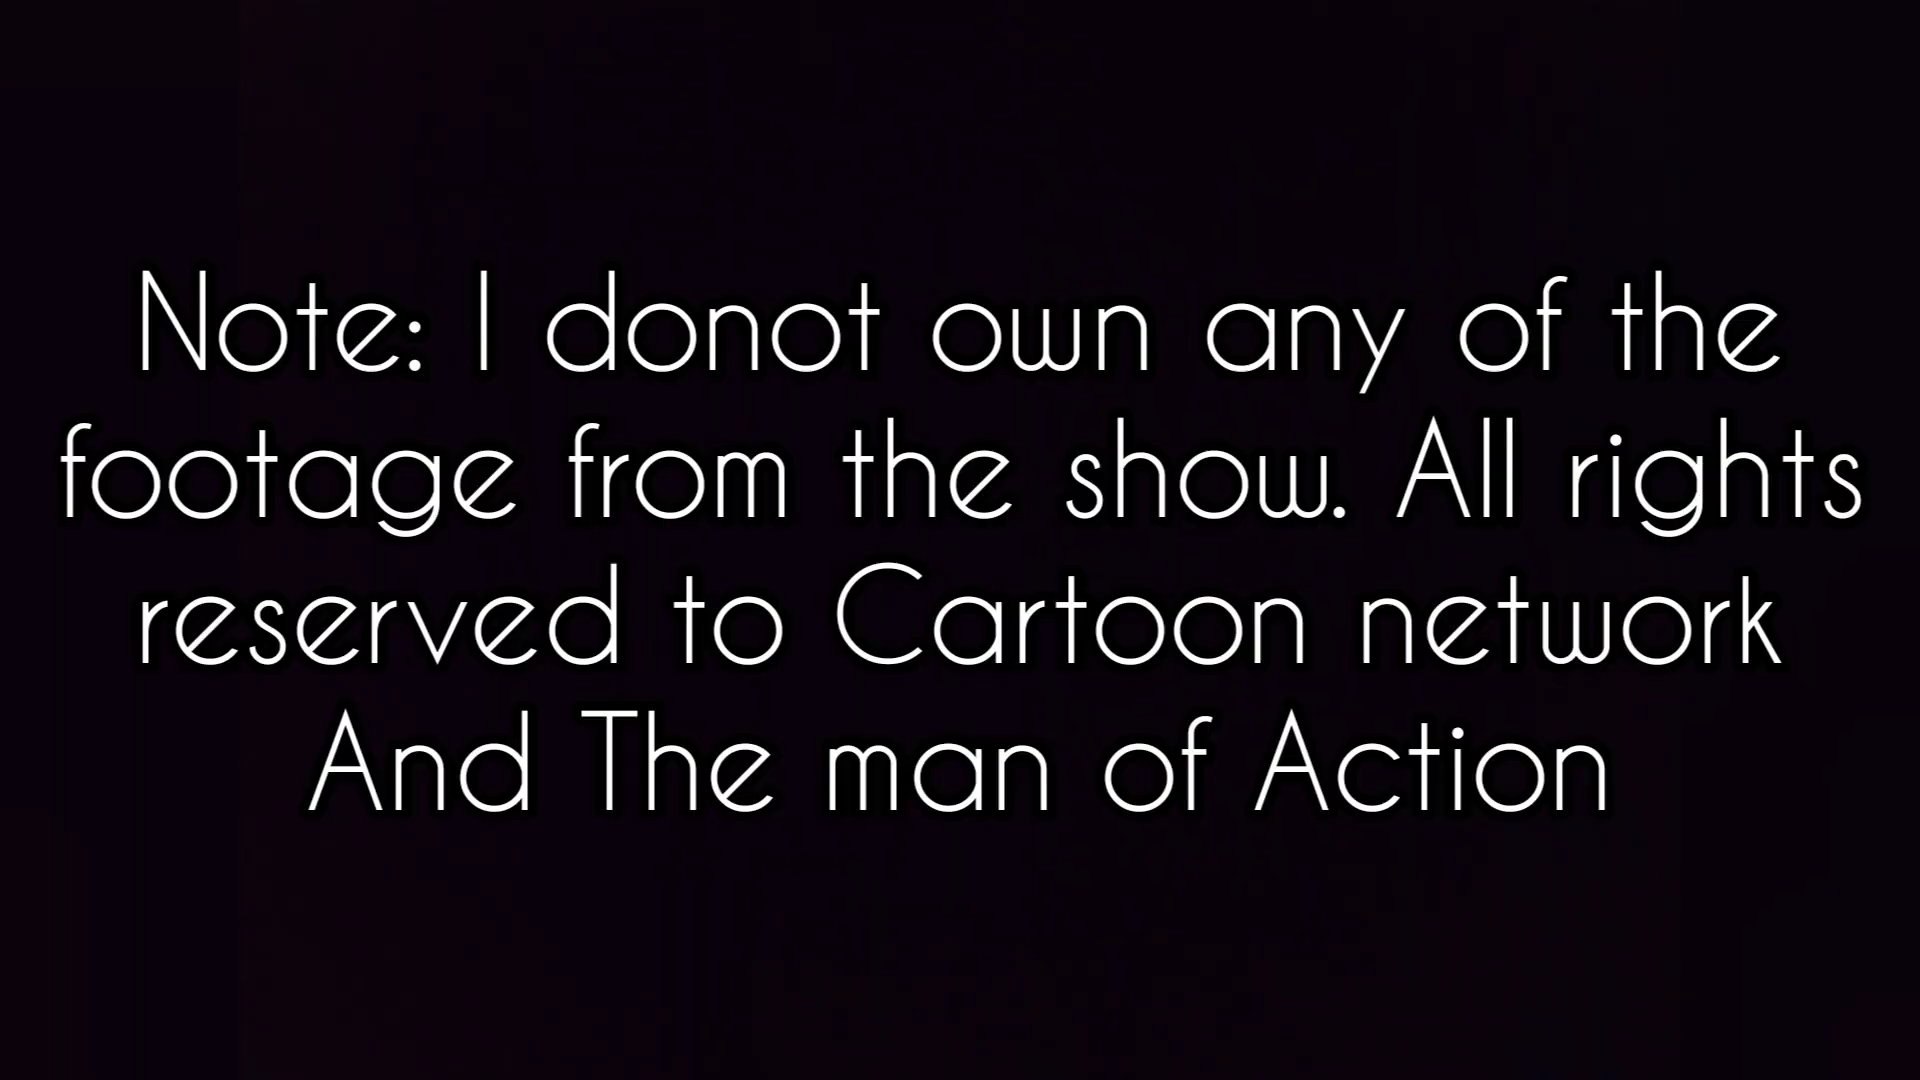 Note: I donot own any of the
footage from the show. All rights
reserved to Cartoon network
And The man of Action